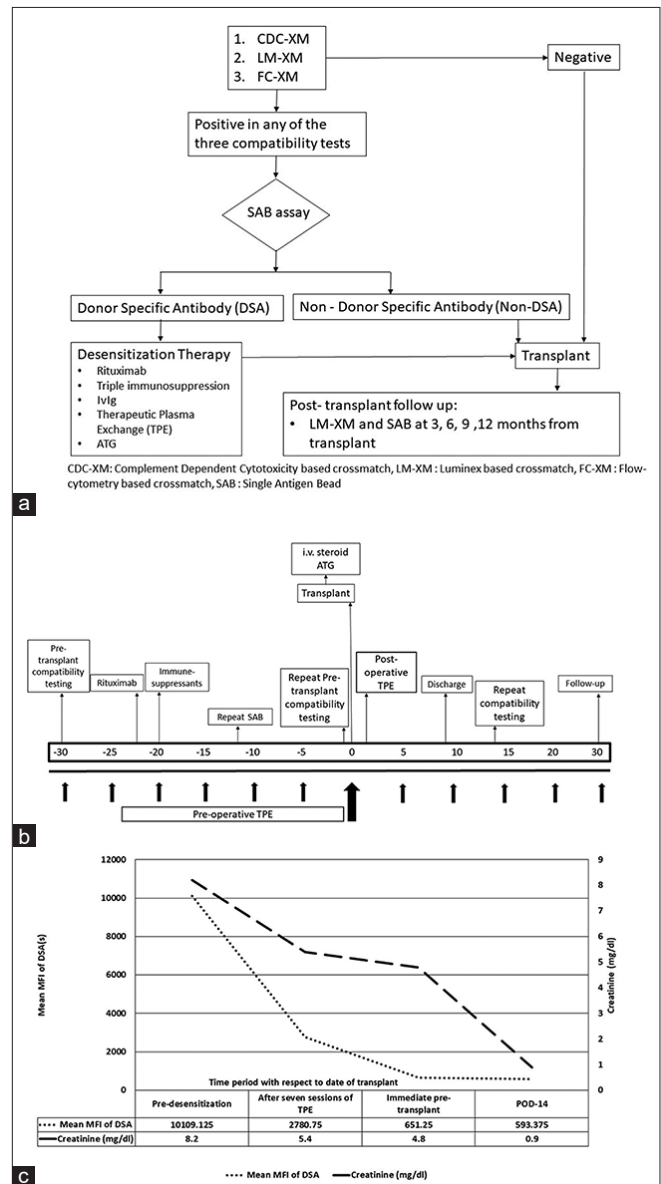 1. CDC-XM
2. LM-XM
3. FC-XM
Negative
Positive in any of the
three compatibility tests
SAB assay
Donor Specific Antibody (DSA)
Non - Donor Specific Antibody (Non-DSA)
Desensitization Therapy
• Rituximab
• Triple immunosuppression
• IvIg
• Therapeutic Plasma
Exchange (TPE)
• ATG
Transplant
Post- transplant follow up:
• LM-XM and SAB at 3, 6, 9 ,12 months from
transplant
CDC-XM: Complement Dependent Cytotoxicity based crossmatch, LM-XM : Luminex based crossmatch, FC-XM : Flow-
cytometry based crossmatch, SAB : Single Antigen Bead
a
i.v. steroid
ATG
Transplant
Pre-
transplant
compatibility
testing
Rituximab
Immune-
suppressants
Repeat SAB
Repeat Pre-
transplant
compatibility
testing
Post-
operative
TPE
Discharge
Repeat
compatibility
testing
Follow-up
-30 -25 -20 -15 -10 -5 0 5 10 15 20 30
Pre-operative TPE
b
12000
10000
8000
6000
4000
2000
0
Mean MFI of DSA(s)
9
8
7
6
5
4
3
2
1
0
Creatinine (mg/dl)
Time period with respect to date of transplant
Pre-desensitization
After seven sessions of
TPE
Immediate pre-
transplant
POD-14
Mean MFI of DSA 10109.125 2780.75 651.25 593.375
Creatinine (mg/dl) 8.2 5.4 4.8 0.9
Mean MFI of DSA Creatinine (mg/dl)
c